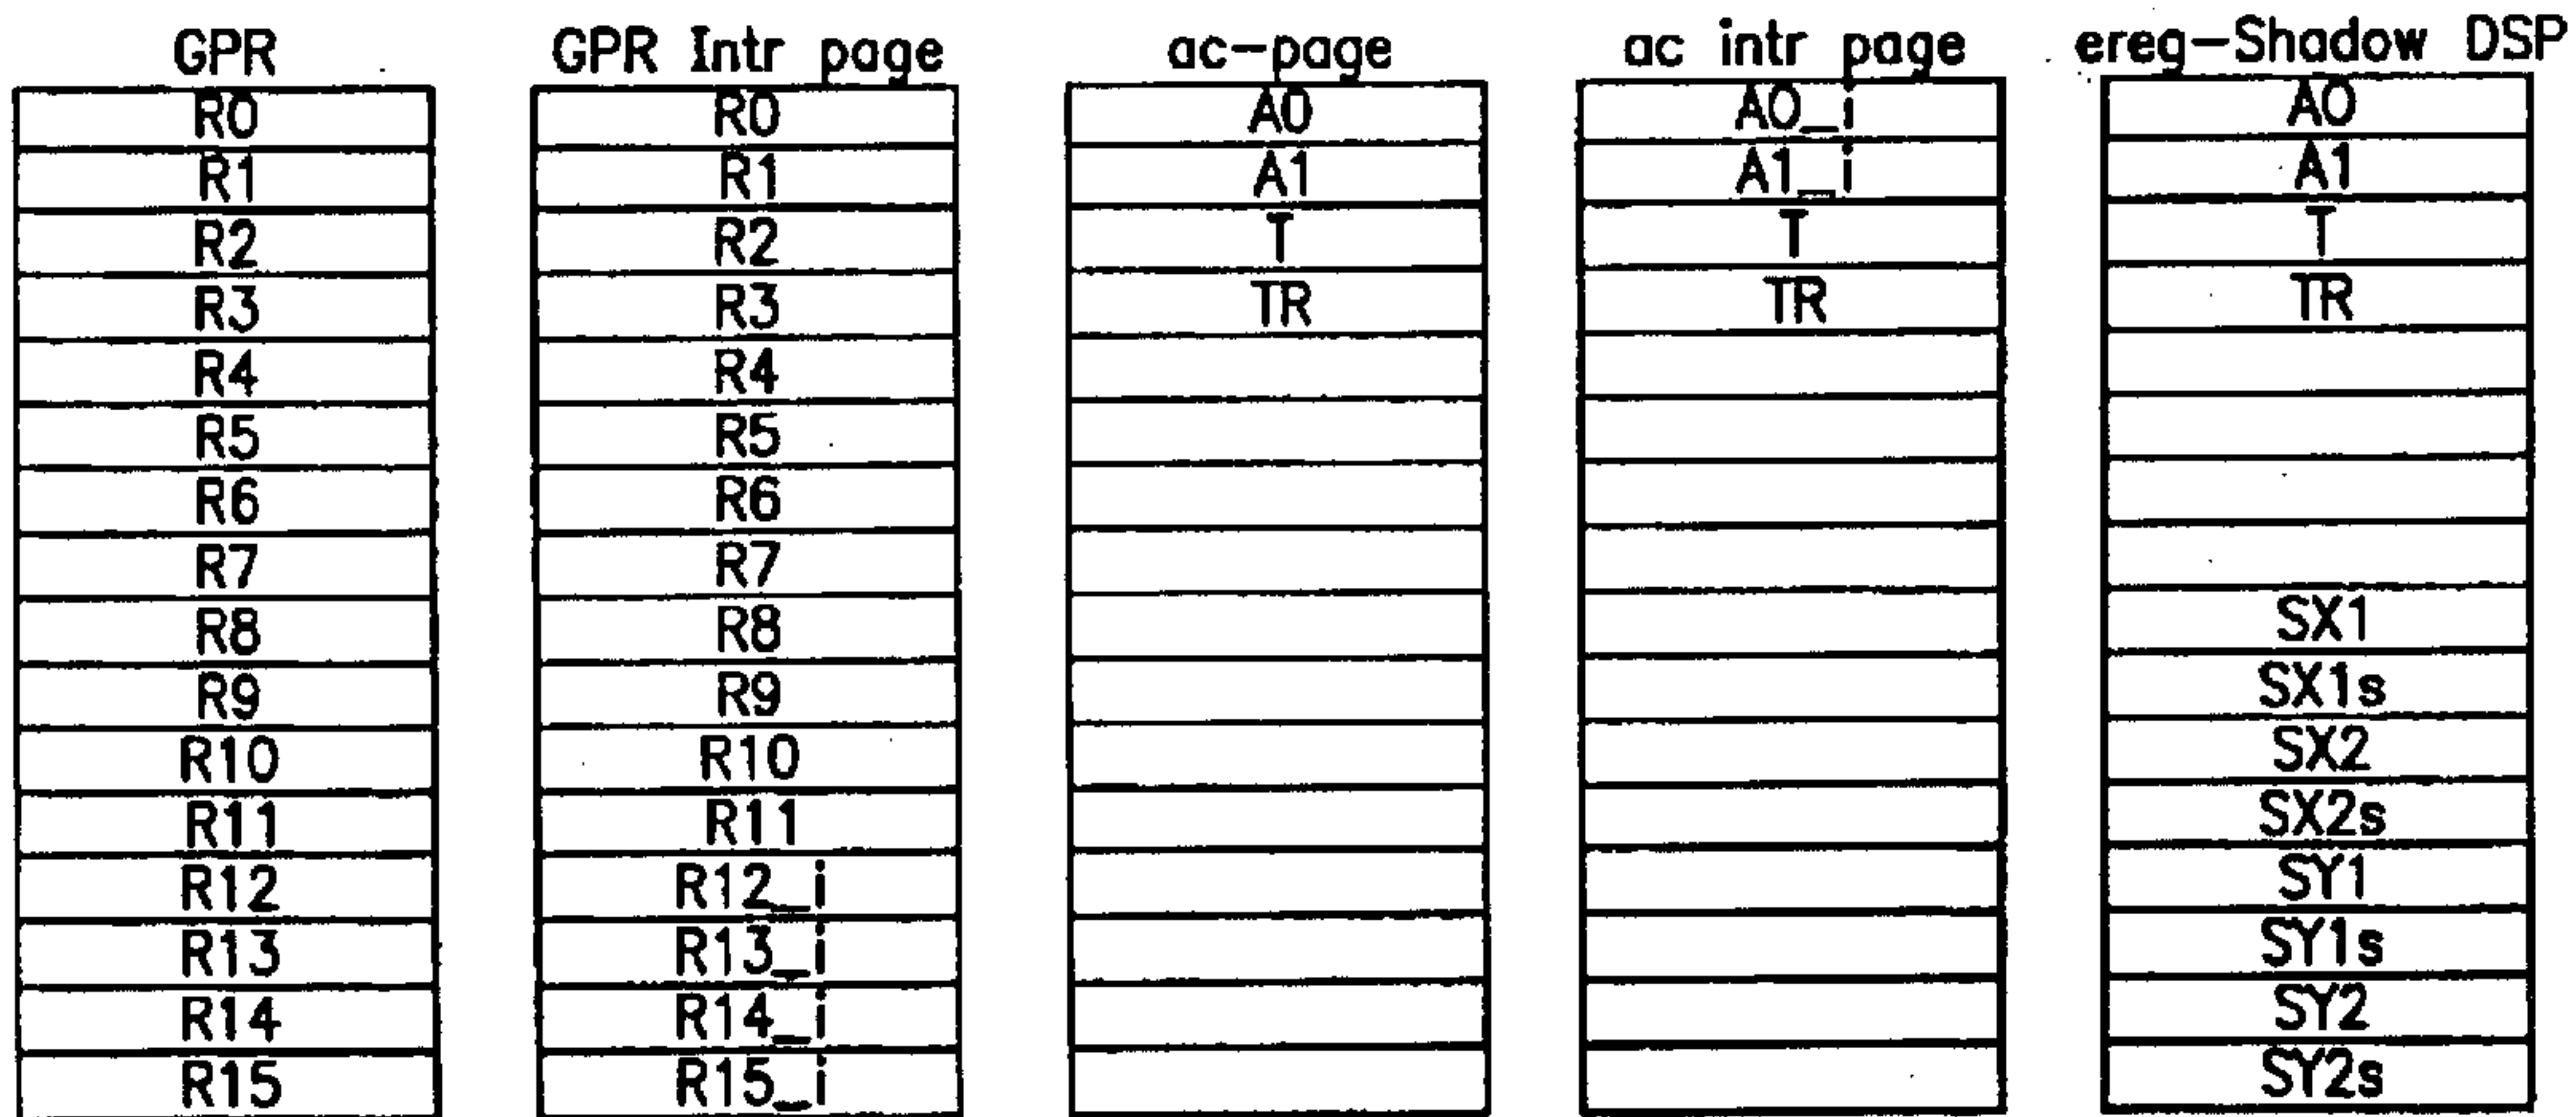 GPR GPR Intr page ac-page ac intr page ereg-Shadow DSP
R0 R0 A0 A0_i A0
R1 R1 A1 A1_i A1
R2 R2 T T T
R3 R3 TR TR TR
R4 R4
R5 R5
R6 R6
R7 R7
R8 R8 SX1
R9 R9 SX1s
R10 R10 SX2
R11 R11 SX2s
R12 R12_i SY1
R13 R13_i SY1s
R14 R14_i SY2
R15 R15_i SY2s